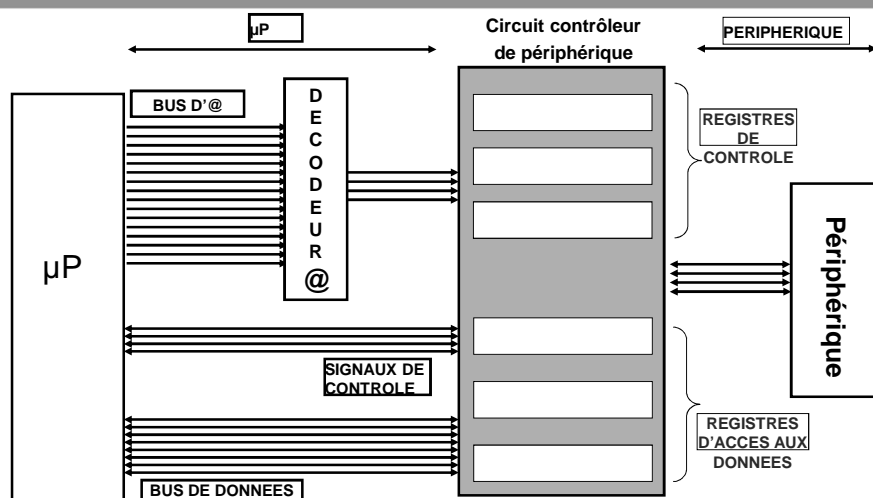 µP
Circuit contrôleur
de périphérique
PERIPHERIQUE
BUS D'@
D
E
C
O
D
E
U
R
@
REGISTRES
DE
CONTROLE
µP
Périphérique
SIGNAUX DE
CONTROLE
REGISTRES
D'ACCES AUX
DONNEES
BUS DE DONNEES